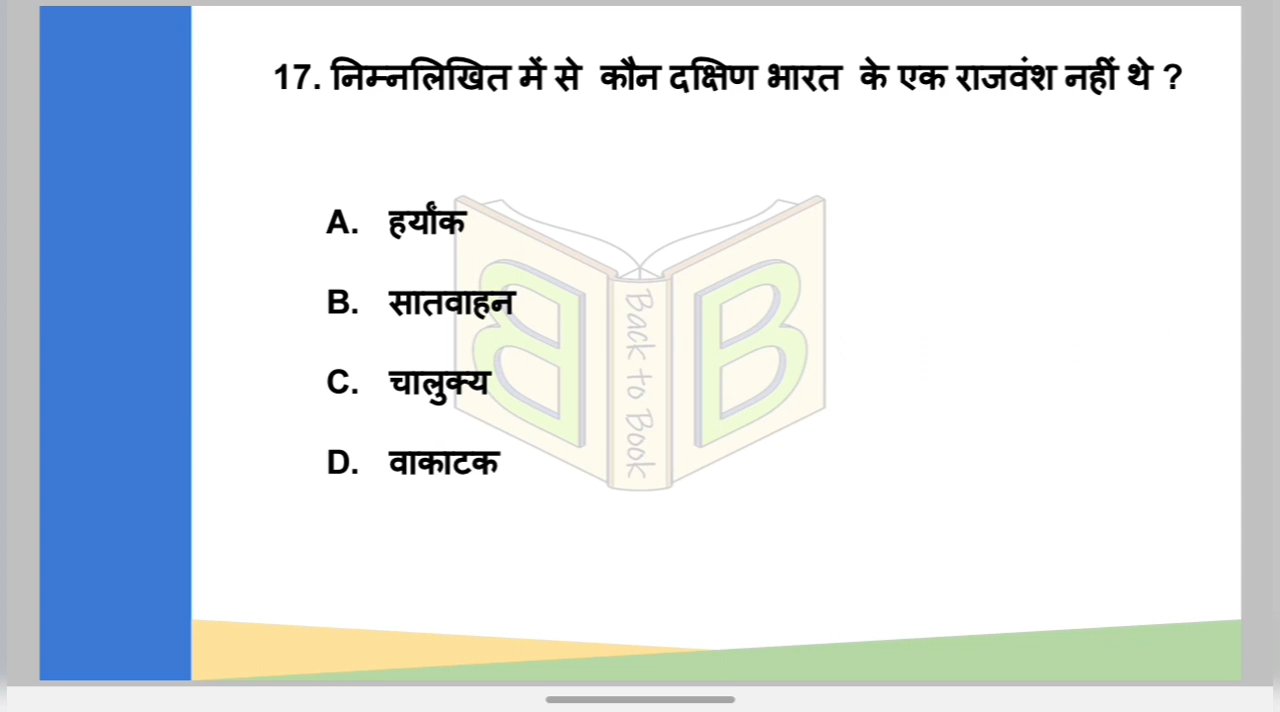 17. निम्नलिखित में से कौन दक्षिण भारत के एक राजवंश नहीं थे ?
A. हर्यांक
B. सातवाहन
C. चालुक्य
D. वाकाटक
B
Back to Book
B